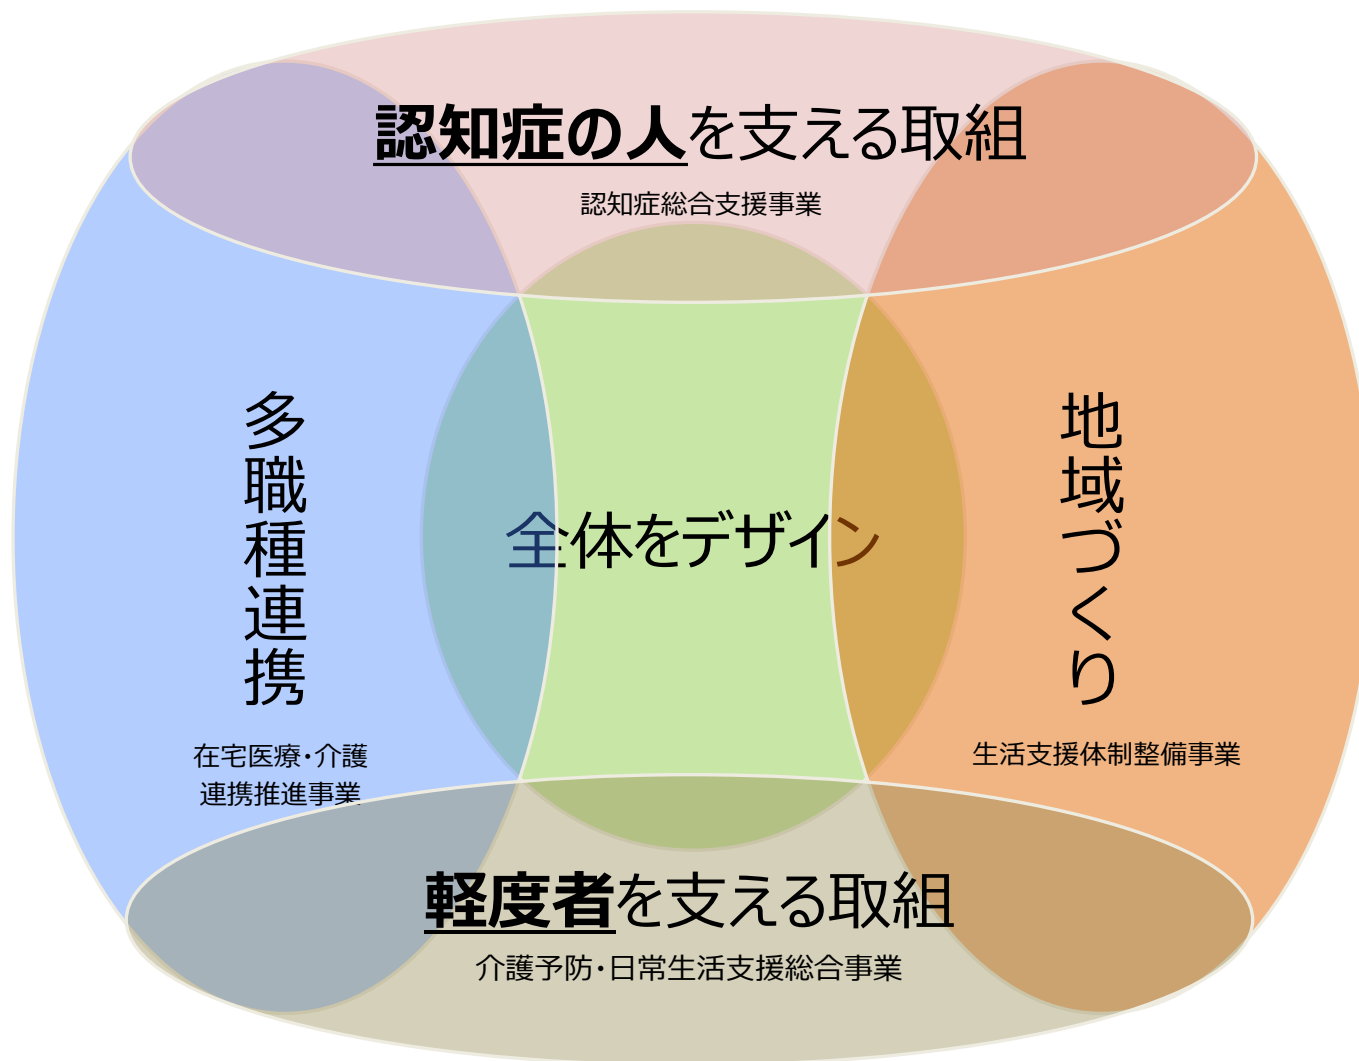 認知症の人を支える取組
認知症総合支援事業
多職種連携
在宅医療・介護
連携推進事業
全体をデザイン
地域づくり
生活支援体制整備事業
軽度者を支える取組
介護予防・日常生活支援総合事業